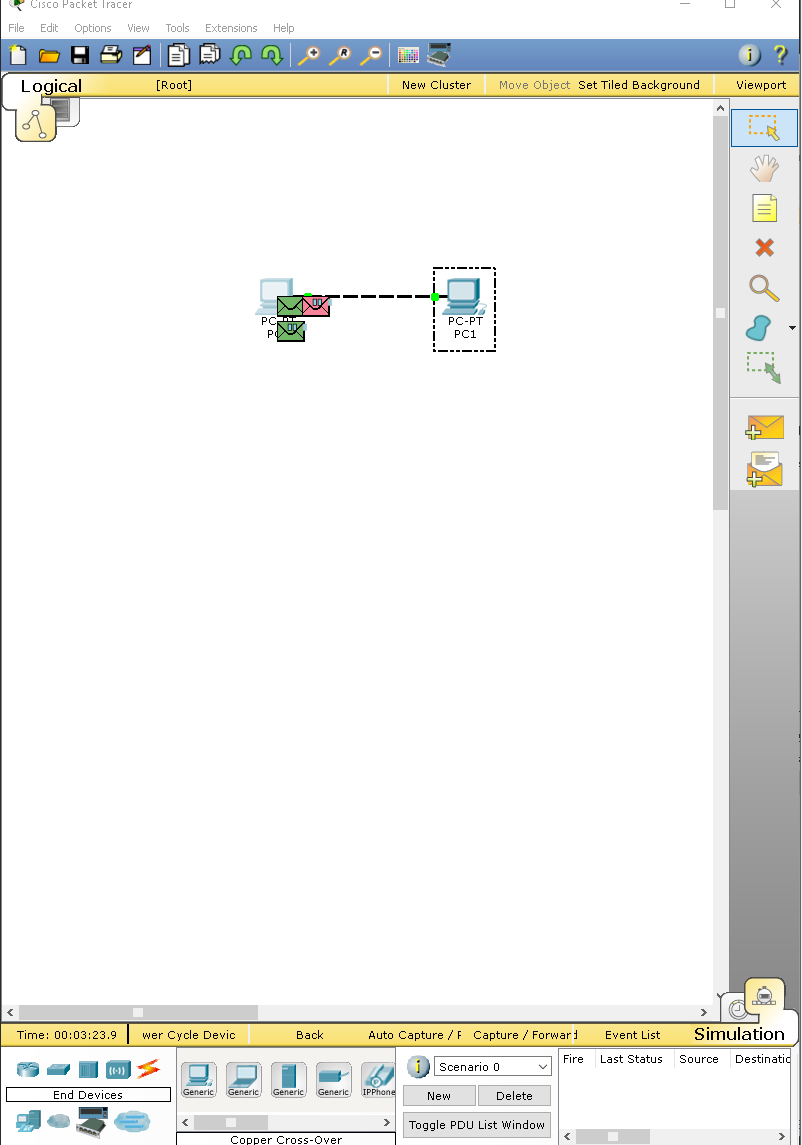 Cisco Packet Tracer
File Edit Options View Tools Extensions Help
Logical [Root] New Cluster Move Object Set Tiled Background Viewport
PC-PT
PC1
Time: 00:03:23.9 wer Cycle Devic Back Auto Capture / F Capture / Forward Event List Simulation
End Devices
Generic Generic Generic Generic IPPhone
Copper Cross-Over
Scenario 0
New Delete
Toggle PDU List Window
Fire Last Status Source Destinatic